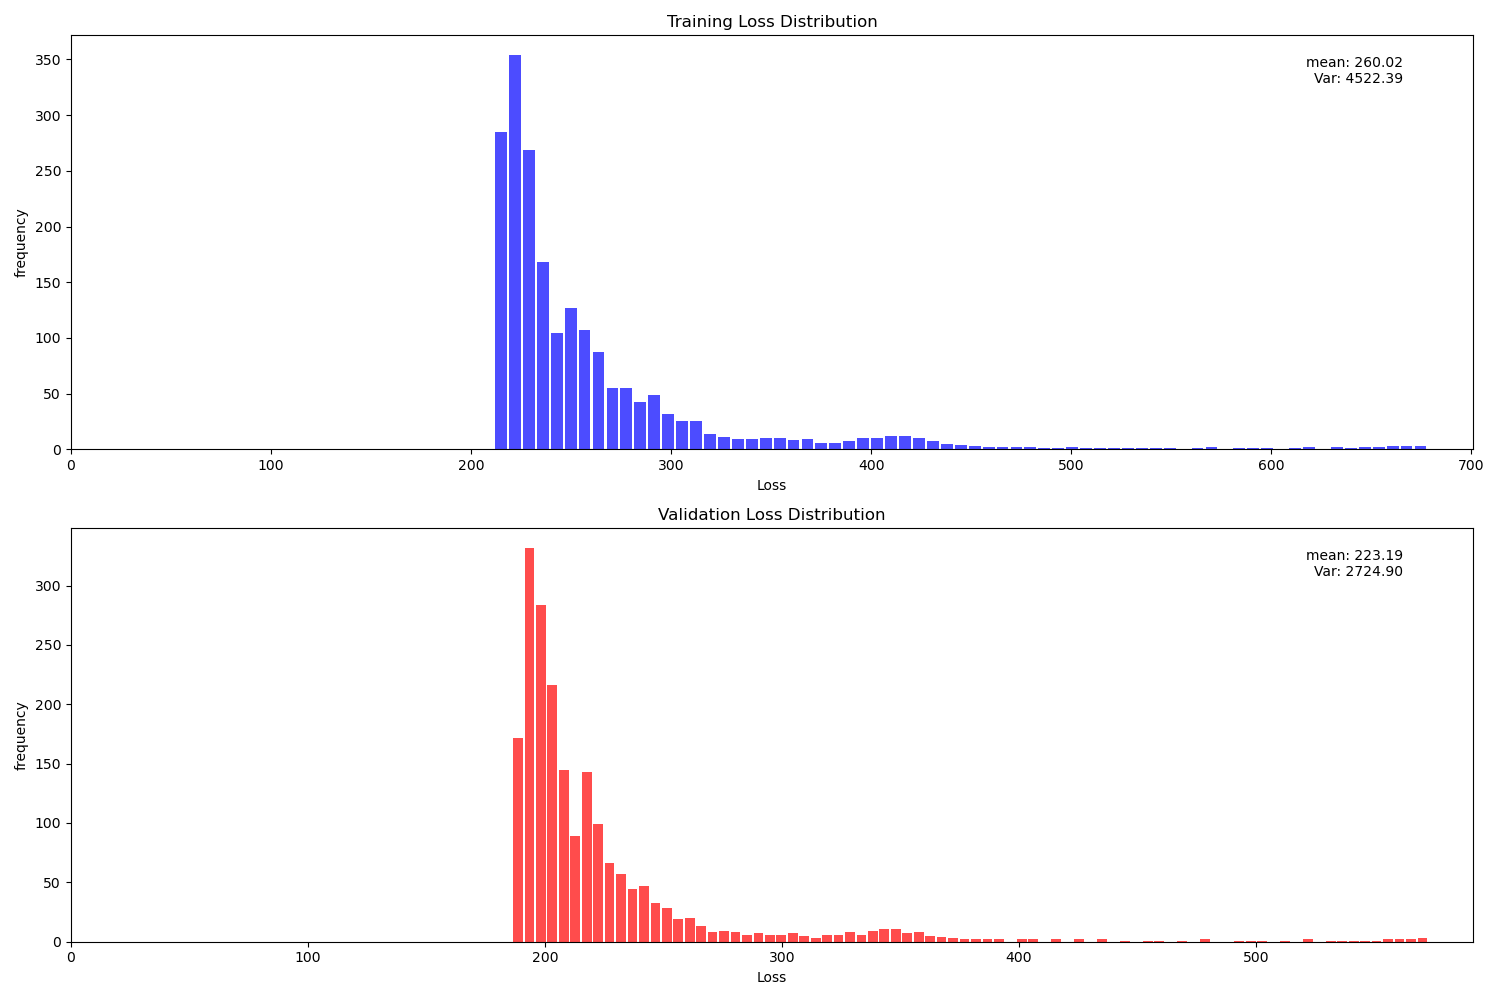 Training Loss Distribution
mean: 260.02
Var: 4522.39
350
300
250
200
150
100
50
0
frequency
0 100 200 300 400 500 600 700
Loss
Validation Loss Distribution
mean: 223.19
Var: 2724.90
300
250
200
150
100
50
0
frequency
0 100 200 300 400 500
Loss